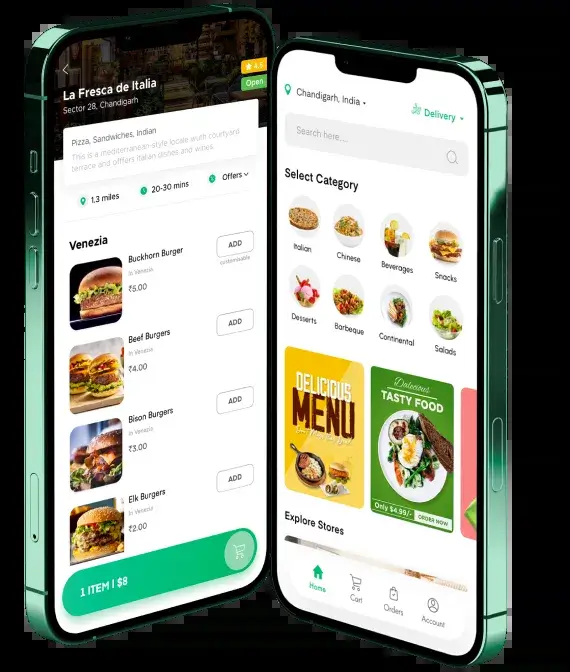 La Fresca de Italia
Sector 28, Chandigarh
4.5
Open
Pizza, Sandwiches, Indian
This is a mediterranean-style locale wuth courtyard
terrace and offfers italian dishes and wines.
1,3 miles
20-30 mins
Offers
Venezia
Buckhorn Burger
In Venezia
₹5.00
ADD
customisable
Beef Burgers
In Venezia
₹4.00
ADD
Bison Burgers
In Venezia
₹3.00
ADD
Elk Burgers
In Venezia
₹2.00
ADD
1 ITEM | $8
Chandigarh, India
Delivery
Search here....
Select Category
Italian
Chinese
Beverages
Snacks
Desserts
Barbeque
Continental
Salads
DELICIOUS
MENU
Dalecious
TASTY FOOD
Only $4.99/-
ORDER NOW
Explore Stores
Home
Cart
Orders
Account